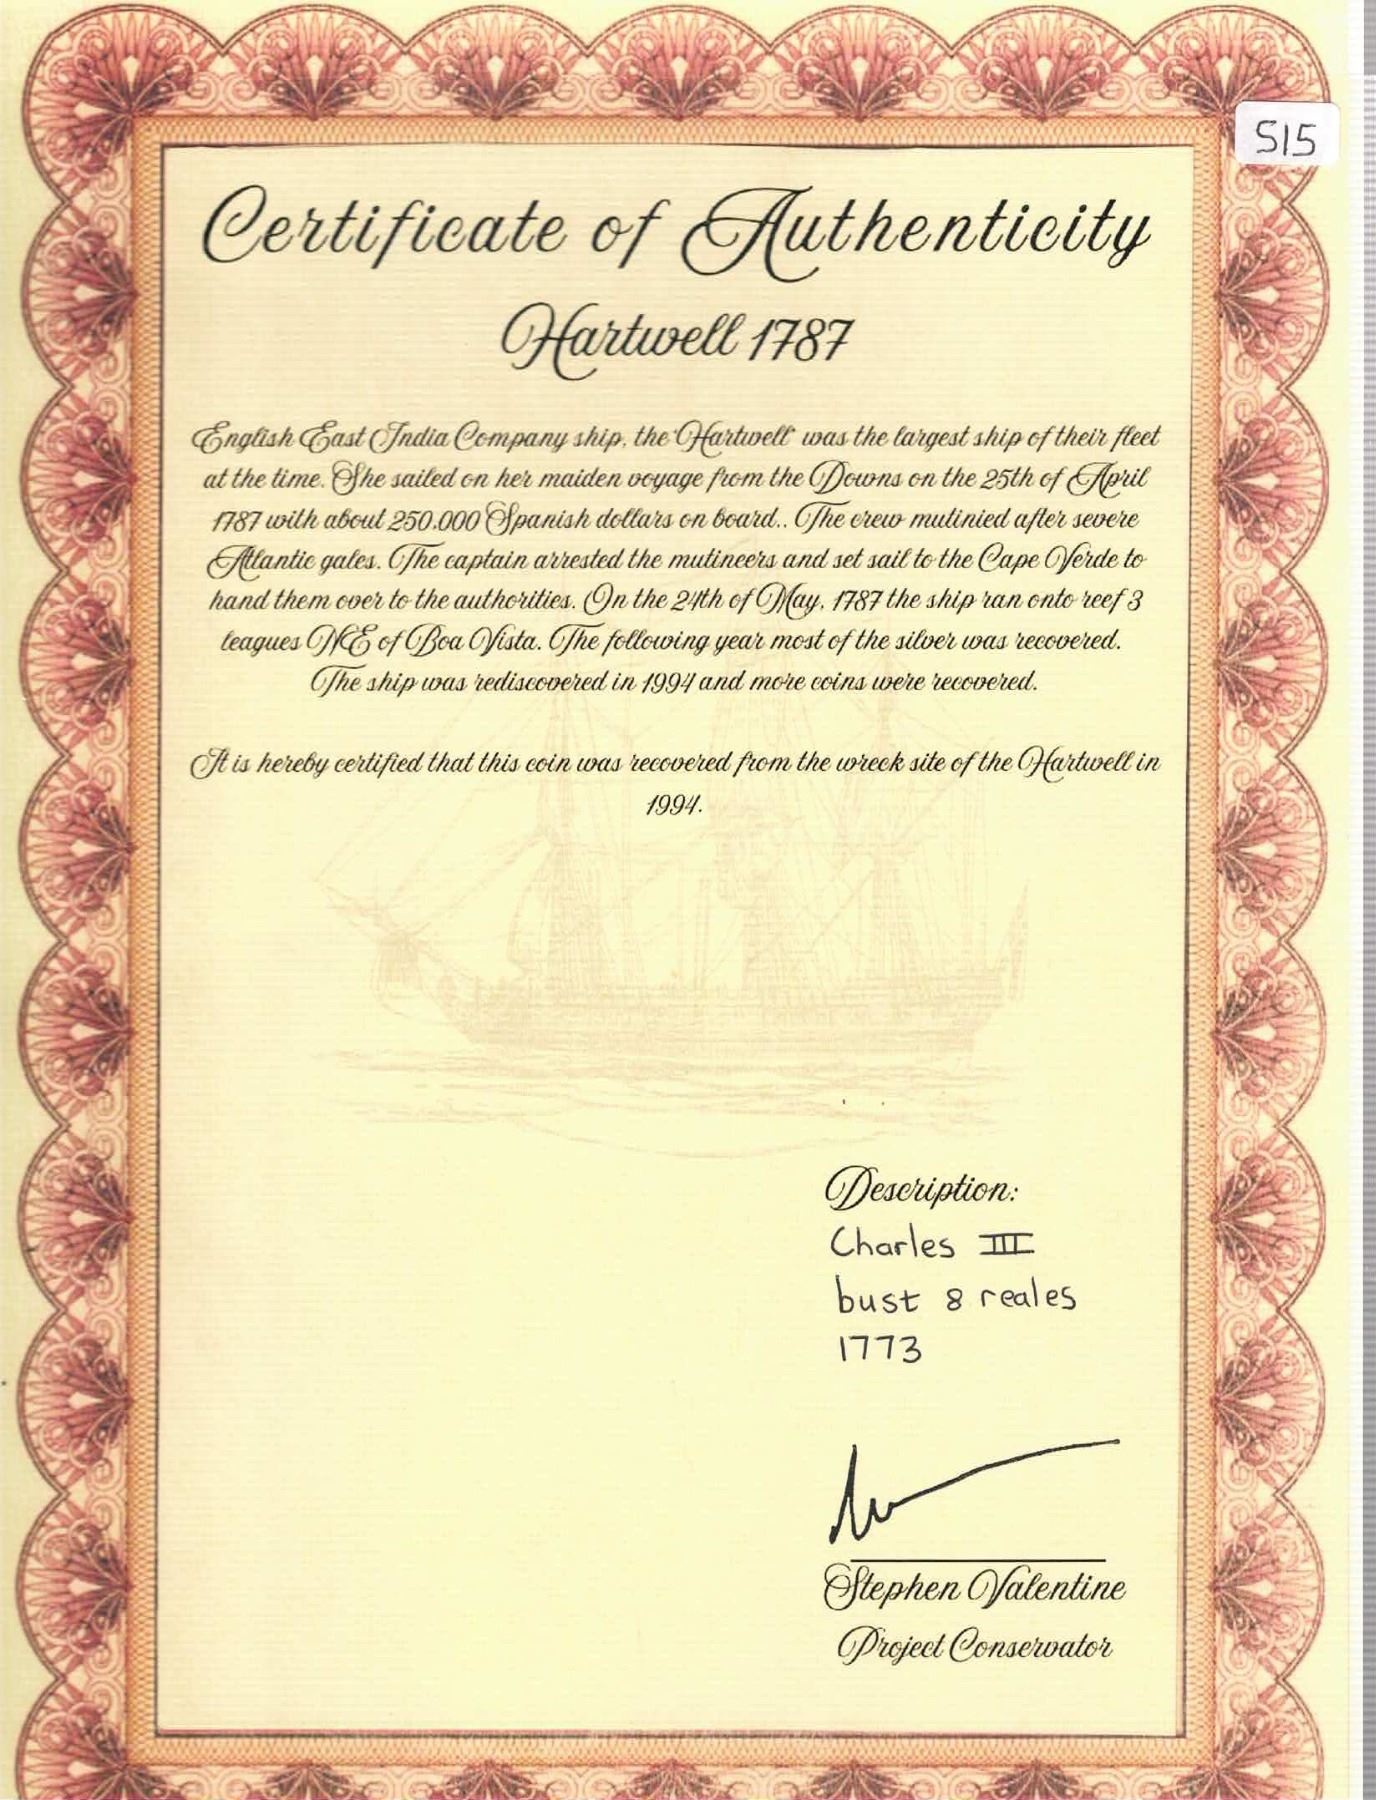 515
Certificate of Authenticity
Hartwell 1787
English East India Company ship, the 'Hartwell' was the largest ship of their fleet
at the time. She sailed on her maiden voyage from the Downs on the 25th of April
1787 with about 250.000 Spanish dollars on board.. The crew mutinied after severe
Atlantic gales. The captain arrested the mutineers and set sail to the Cape Verde to
hand them over to the authorities. On the 24th of May, 1787 the ship ran onto reef 3
leagues NE of Boa Vista. The following year most of the silver was recovered.
The ship was rediscovered in 1994 and more coins were recovered.
It is hereby certified that this coin was recovered from the wreck site of the Hartwell in
1994.
Description:
Charles III
bust 8 reales
1773
Stephen Valentine
Project Conservator